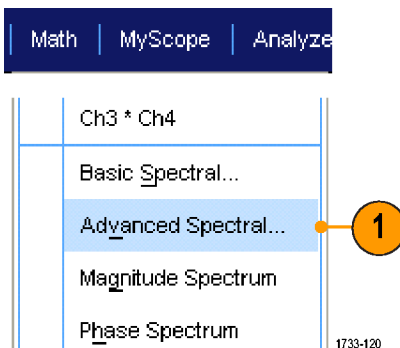 Math MyScope Analyze
Ch3 * Ch4
Basic Spectral...
Advanced Spectral... 1
Magnitude Spectrum
Phase Spectrum
1733-120